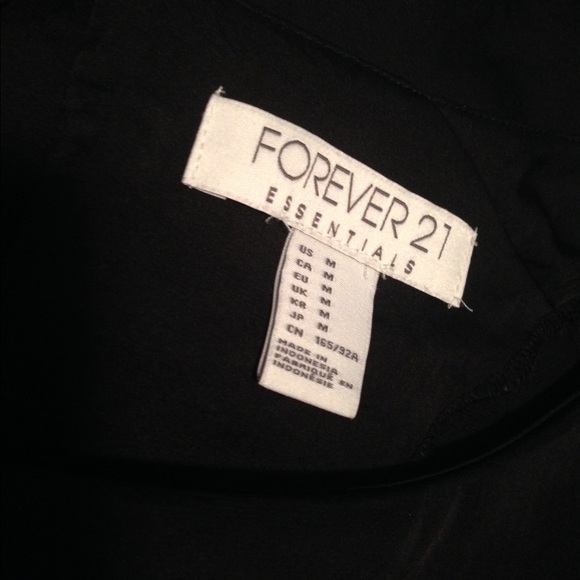 FOREVER 21
ESSENTIALS
US M
CA M
EU M
UK M
KR M
JP M
CN 165/92A
MADE IN
INDONESIA
FABRIQUÉ EN
INDONÉSIE